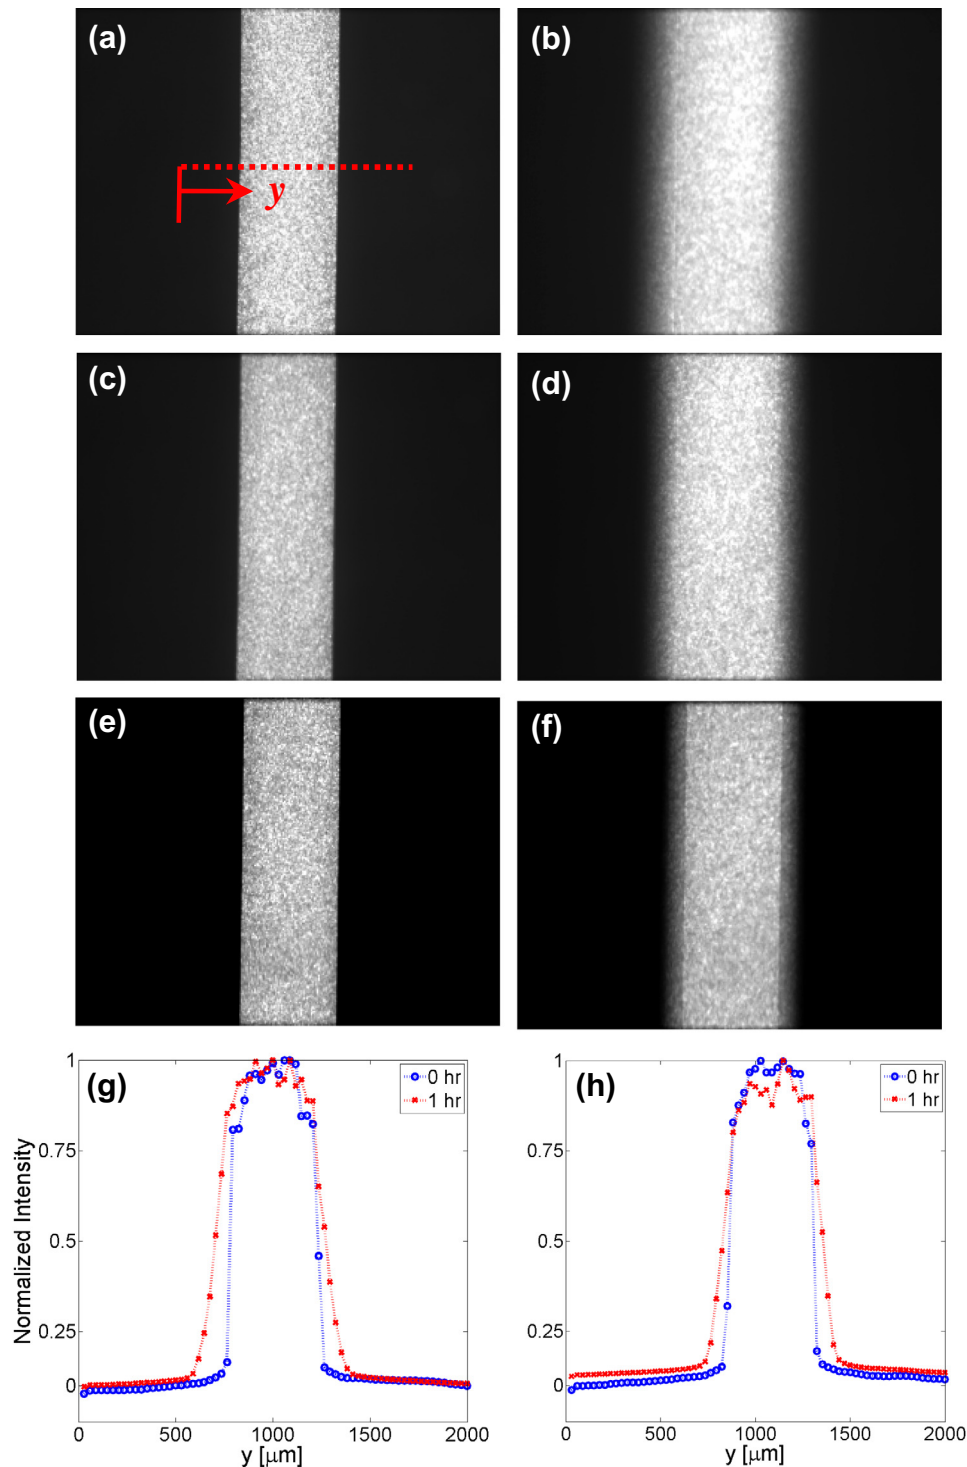 (a)
(b)
y
(c)
(d)
(e)
(f)
(g)
0 hr
1 hr
(h)
0 hr
1 hr
Normalized Intensity
1
0.75
0.5
0.25
0
0 500 1000 1500 2000
y [μm]
1
0.75
0.5
0.25
0
0 500 1000 1500 2000
y [μm]